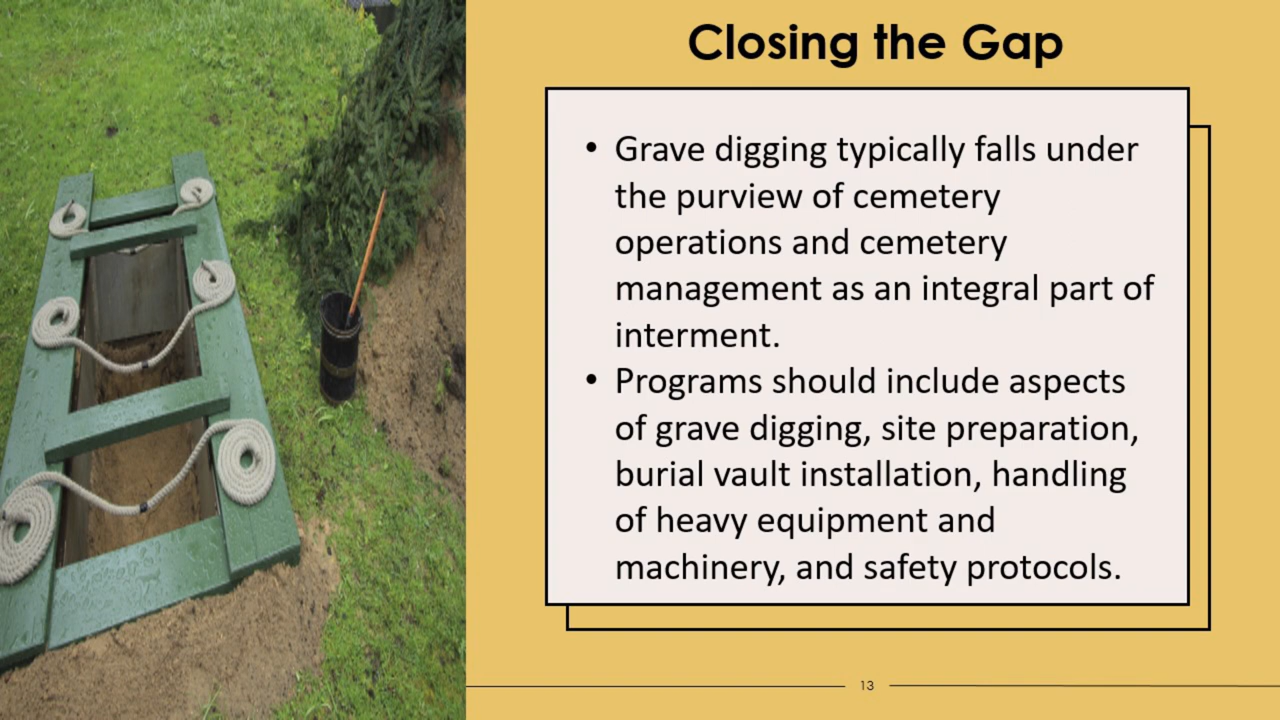 Closing the Gap
• Grave digging typically falls under
the purview of cemetery
operations and cemetery
management as an integral part of
interment.
• Programs should include aspects
of grave digging, site preparation,
burial vault installation, handling
of heavy equipment and
machinery, and safety protocols.
13